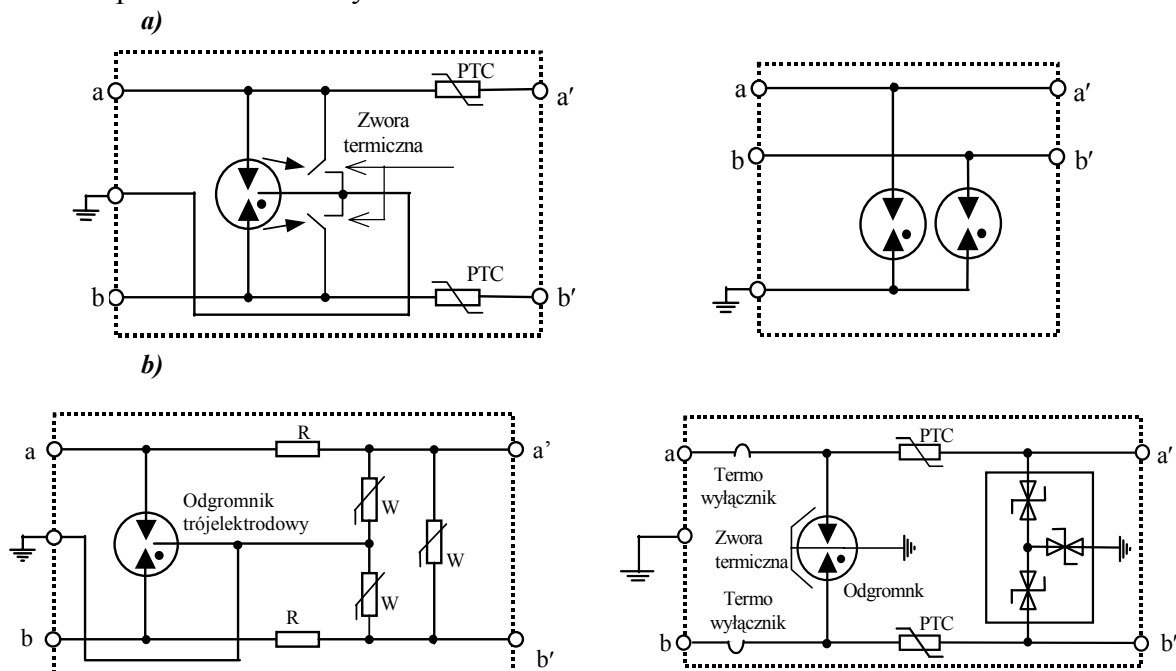 a)
PTC
a
a′
Zwora
termiczna
PTC
b
b′
a
a′
b
b′
b)
R
a
a’
Odgromnik
trójelektrodowy
W
W
W
b
R
b′
PTC
a
a′
Termo
wyłącznik
Zwora
termiczna
Odgromnk
Termo
wyłącznik
PTC
b
b′